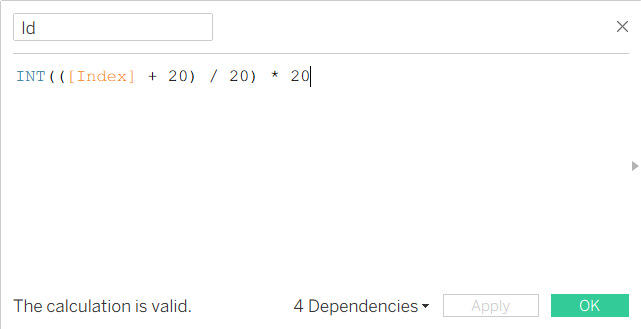 Id
INT(([Index] + 20) / 20) * 20
The calculation is valid.
4 Dependencies
Apply
OK